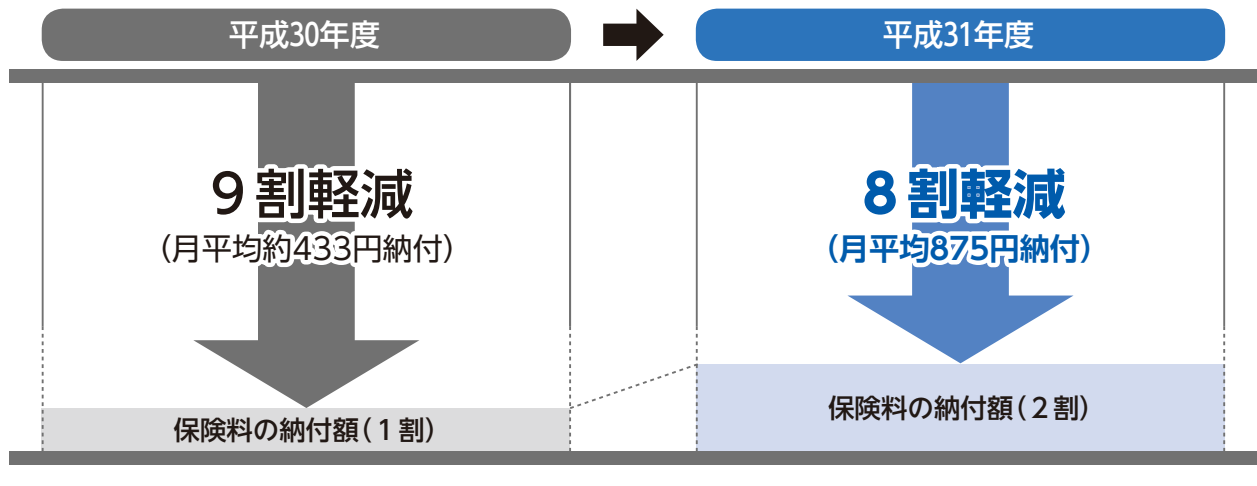 平成30年度
平成31年度
9割軽減
(月平均約433円納付)
8割軽減
(月平均875円納付)
保険料の納付額(1割)
保険料の納付額(2割)